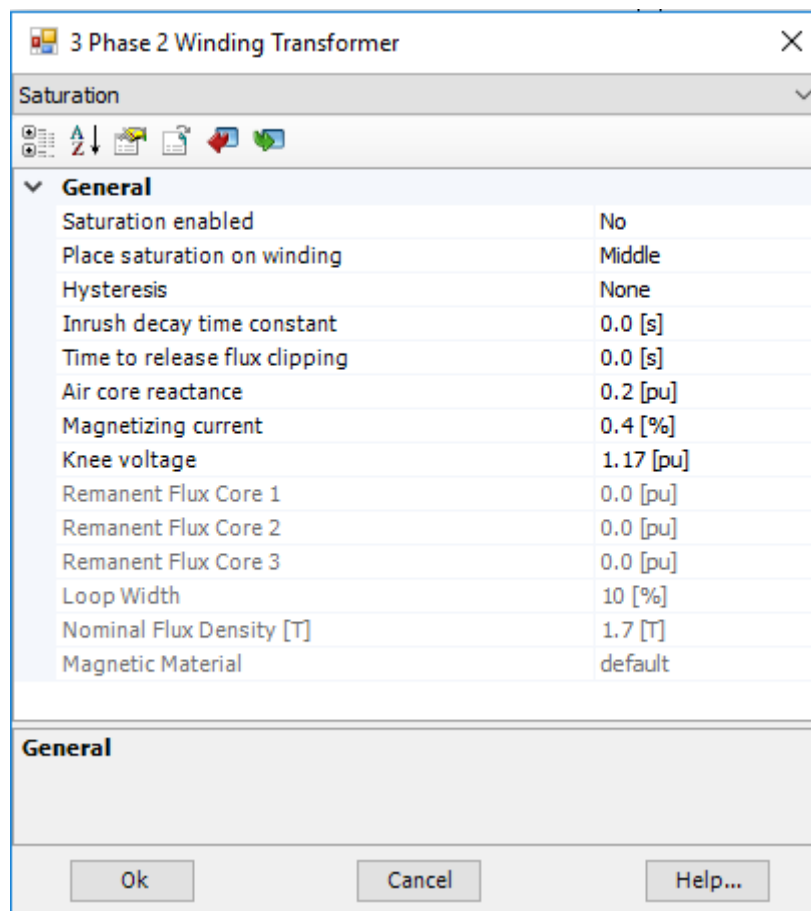 3 Phase 2 Winding Transformer
Saturation
General
Saturation enabled No
Place saturation on winding Middle
Hysteresis None
Inrush decay time constant 0.0 [s]
Time to release flux clipping 0.0 [s]
Air core reactance 0.2 [pu]
Magnetizing current 0.4 [%]
Knee voltage 1.17 [pu]
Remanent Flux Core 1 0.0 [pu]
Remanent Flux Core 2 0.0 [pu]
Remanent Flux Core 3 0.0 [pu]
Loop Width 10 [%]
Nominal Flux Density [T] 1.7 [T]
Magnetic Material default
General
Ok Cancel Help...